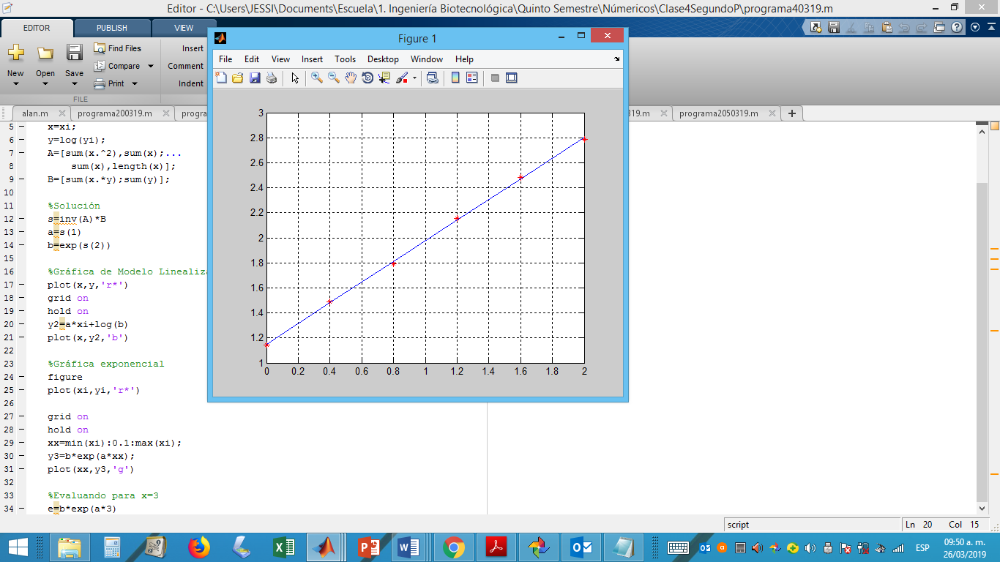 Editor - C:\Users\JESSI\Documents\Escuela\1. Ingeniería Biotecnológica\Quinto Semestre\Númericos\Clase4SegundoP\programa40319.m
EDITOR PUBLISH VIEW
New Open Save Find Files Compare Print
FILE
Insert
Comment
Indent
alan.m programa200319.m progra 319.m programa2050319.m
5 x=xi;
6 y=log(yi);
7 A=[sum(x.^2),sum(x);...
8 sum(x),length(x)];
9 B=[sum(x.*y);sum(y)];
10
11 %Solución
12 s=inv(A)*B
13 a=s(1)
14 b=exp(s(2))
15
16 %Gráfica de Modelo Lineali
17 plot(x,y,'r*')
18 grid on
19 hold on
20 y2=a*xi+log(b)
21 plot(x,y2,'b')
22
23 %Gráfica exponencial
24 figure
25 plot(xi,yi,'r*')
26
27 grid on
28 hold on
29 xx=min(xi):0.1:max(xi);
30 y3=b*exp(a*xx);
31 plot(xx,y3,'g')
32
33 %Evaluando para x=3
34 e=b*exp(a*3)
Figure 1
File Edit View Insert Tools Desktop Window Help
3
2.8
2.6
2.4
2.2
2
1.8
1.6
1.4
1.2
1
0 0.2 0.4 0.6 0.8 1 1.2 1.4 1.6 1.8 2
script Ln 20 Col 15
ESP
09:50 a. m.
26/03/2019